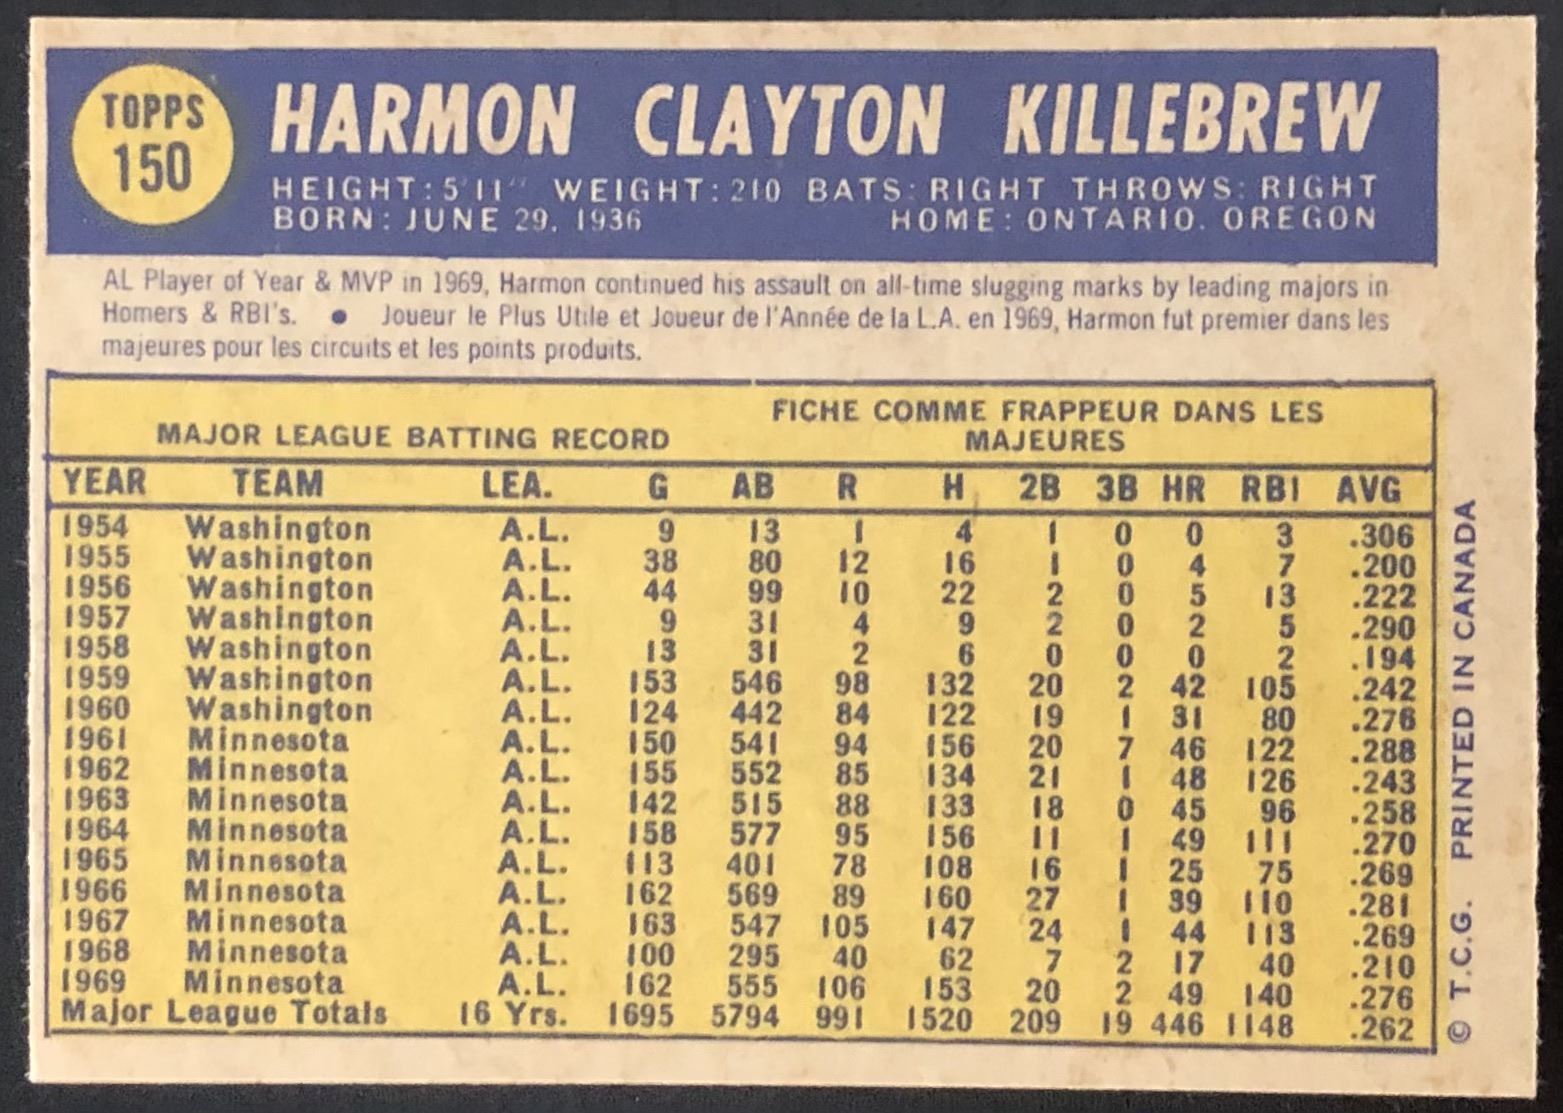 TOPPS
150
HARMON CLAYTON KILLEBREW
HEIGHT: 5'11" WEIGHT: 210 BATS: RIGHT THROWS: RIGHT
BORN: JUNE 29, 1936 HOME: ONTARIO, OREGON
AL Player of Year & MVP in 1969, Harmon continued his assault on all-time slugging marks by leading majors in
Homers & RBI's. ● Joueur le Plus Utile et Joueur de l'Année de la L.A. en 1969, Harmon fut premier dans les
majeures pour les circuits et les points produits.
MAJOR LEAGUE BATTING RECORD
FICHE COMME FRAPPEUR DANS LES
MAJEURES
YEAR TEAM LEA. G AB R H 2B 3B HR RBI AVG
1954 Washington A.L. 9 13 1 4 1 0 0 3 .306
1955 Washington A.L. 38 80 12 16 1 0 4 7 .200
1956 Washington A.L. 44 99 10 22 2 0 5 13 .222
1957 Washington A.L. 9 31 4 9 2 0 2 5 .290
1958 Washington A.L. 13 31 2 6 0 0 0 2 .194
1959 Washington A.L. 153 546 98 132 20 2 42 105 .242
1960 Washington A.L. 124 442 84 122 19 1 31 80 .276
1961 Minnesota A.L. 150 541 94 156 20 7 46 122 .288
1962 Minnesota A.L. 155 552 85 134 21 1 48 126 .243
1963 Minnesota A.L. 142 515 88 133 18 0 45 96 .258
1964 Minnesota A.L. 158 577 95 156 11 1 49 111 .270
1965 Minnesota A.L. 113 401 78 108 16 1 25 75 .269
1966 Minnesota A.L. 162 569 89 160 27 1 39 110 .281
1967 Minnesota A.L. 163 547 105 147 24 1 44 113 .269
1968 Minnesota A.L. 100 295 40 62 7 2 17 40 .210
1969 Minnesota A.L. 162 555 106 153 20 2 49 140 .276
Major League Totals 16 Yrs. 1695 5794 991 1520 209 19 446 1148 .262
© T.C.G. PRINTED IN CANADA